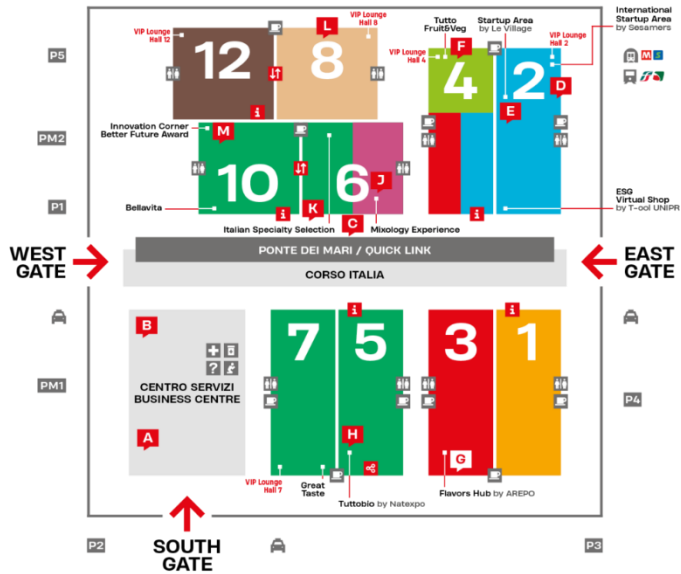 International
Startup Area
by Sesamers
Tutto
Fruit&Veg
Startup Area
by Le Village
VIP Lounge
Hall 12
L
VIP Lounge
Hall 8
VIP Lounge
Hall 4
F
VIP Lounge
Hall 2
P5
12
8
4
2
M S
D
E
PM2
Innovation Corner
Better Future Award
M
10
6
J
P1
Bellavita
i
K
Italian Specialty Selection
C
Mixology Experience
i
ESG
Virtual Shop
by T-ool UNIPR
i
WEST
GATE
PONTE DEI MARI / QUICK LINK
CORSO ITALIA
EAST
GATE
B
i
i
7
5
3
1
?
CENTRO SERVIZI
BUSINESS CENTRE
PM1
P4
A
H
G
VIP Lounge
Hall 7
Great
Taste
Tuttobio by Natexpo
Flavors Hub by AREPO
P2
SOUTH
GATE
P3